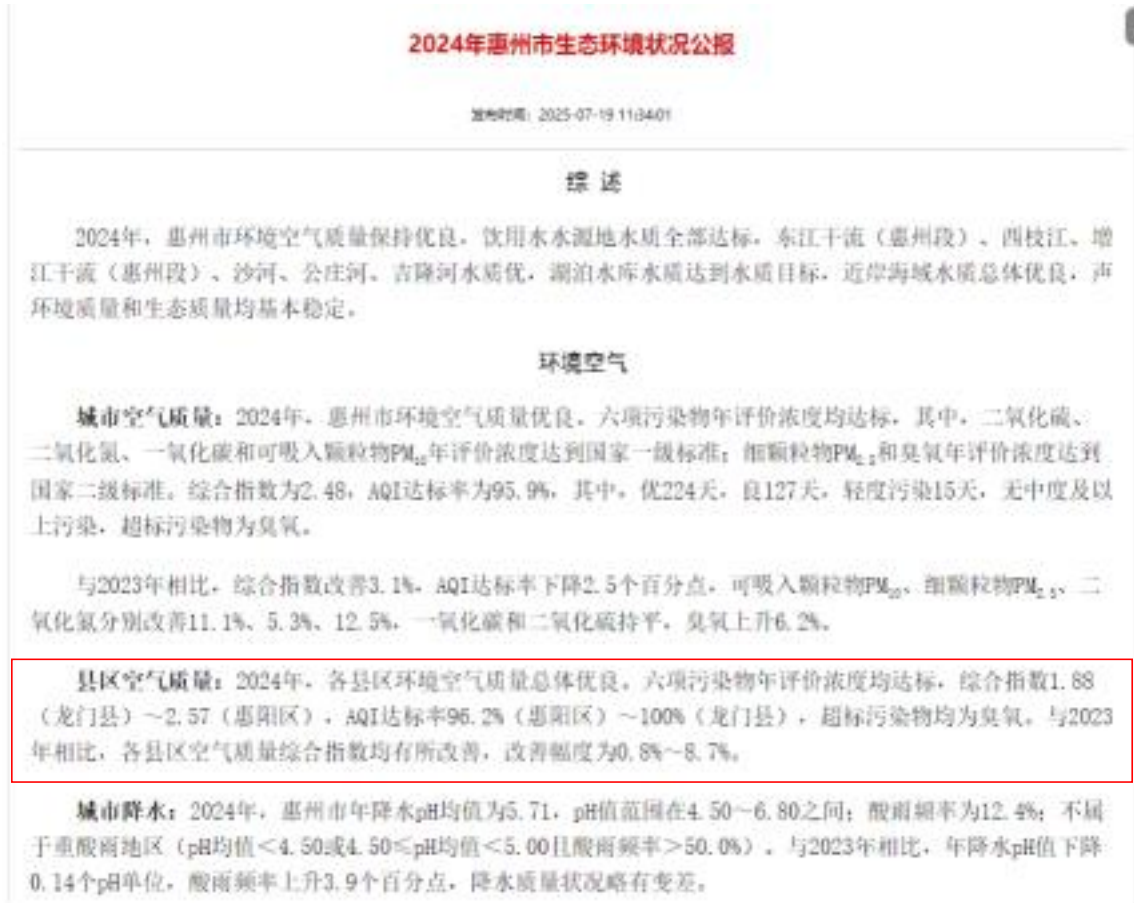 2024年惠州市生态环境状况公报
发布时间：2025-07-19 11:34:01
综 述
2024年，惠州市环境空气质量保持优良，饮用水水源地水质全部达标，东江干流（惠州段）、西枝江、增
江干流（惠州段）、沙河、公庄河、吉隆河水质优，湖泊水库水质达到水质目标，近岸海域水质总体优良，声
环境质量和生态质量均基本稳定。
环境空气
城市空气质量：2024年，惠州市环境空气质量优良。六项污染物年评价浓度均达标，其中，二氧化硫、
二氧化氮、一氧化碳和可吸入颗粒物PM₁₀年评价浓度达到国家一级标准；细颗粒物PM₂.₅和臭氧年评价浓度达到
国家二级标准。综合指数为2.48，AQI达标率为95.9%，其中，优224天，良127天，轻度污染15天，无中度及以
上污染，超标污染物为臭氧。
与2023年相比，综合指数改善3.1%，AQI达标率下降2.5个百分点，可吸入颗粒物PM₁₀、细颗粒物PM₂.₅、二
氧化氮分别改善11.1%、5.3%、12.5%，一氧化碳和二氧化硫持平，臭氧上升6.2%。
县区空气质量：2024年，各县区环境空气质量总体优良。六项污染物年评价浓度均达标，综合指数1.88
（龙门县）～2.57（惠阳区），AQI达标率96.2%（惠阳区）～100%（龙门县），超标污染物均为臭氧。与2023
年相比，各县区空气质量综合指数均有所改善，改善幅度为0.8%～8.7%。
城市降水：2024年，惠州市年降水pH均值为5.71，pH值范围在4.50～6.80之间；酸雨频率为12.4%；不属
于重酸雨地区（pH均值＜4.50或4.50≤pH均值＜5.00且酸雨频率＞50.0%）。与2023年相比，年降水pH值下降
0.14个pH单位，酸雨频率上升3.9个百分点，降水质量状况略有变差。